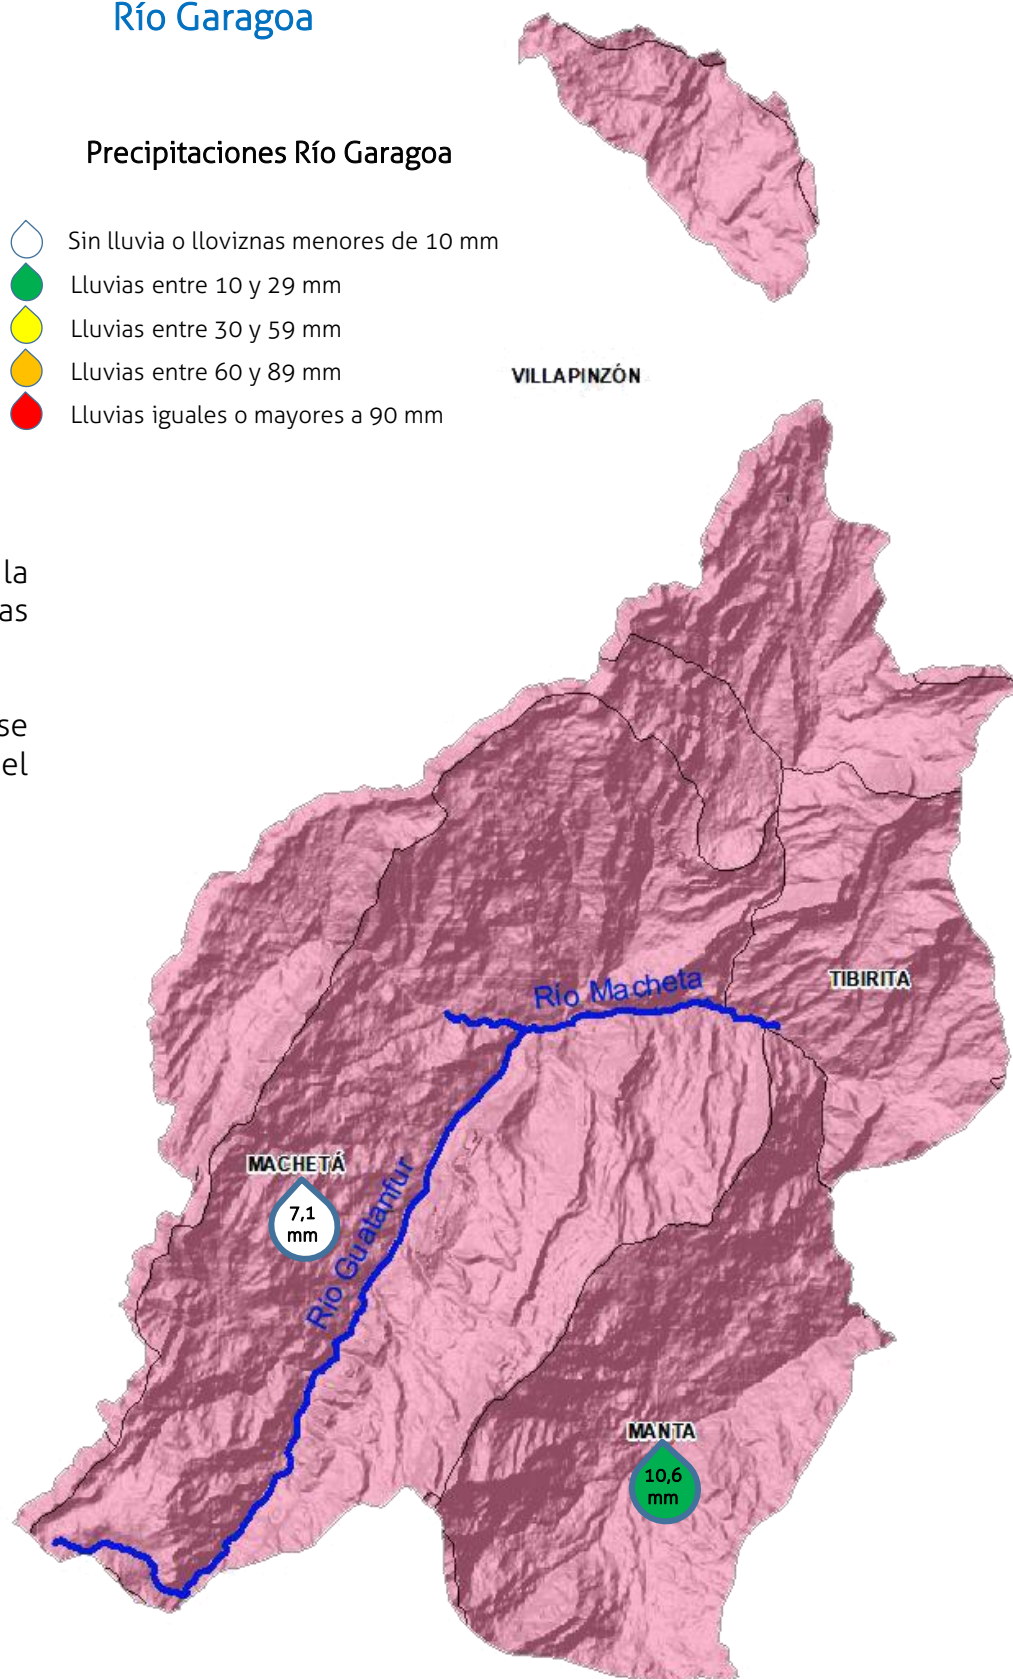 Río Garagoa
Precipitaciones Río Garagoa
Sin lluvia o lloviznas menores de 10 mm
Lluvias entre 10 y 29 mm
Lluvias entre 30 y 59 mm
Lluvias entre 60 y 89 mm
Lluvias iguales o mayores a 90 mm
VILLAPINZÓN
la
as
se
el
Río Macheta
TIBIRITA
MACHETÁ
7,1
mm
Río Guatanfur
MANTA
10,6
mm